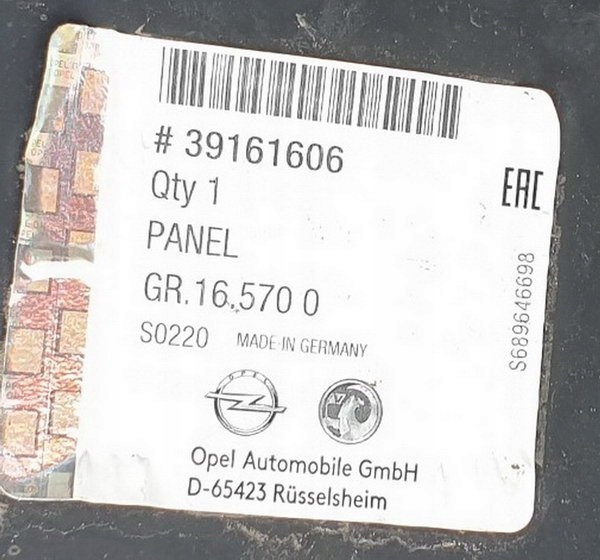 # 39161606
Qty 1
PANEL
GR.16.570 0
S0220 MADE IN GERMANY
EAC
S689646698
OPEL
Opel Automobile GmbH
D-65423 Rüsselsheim